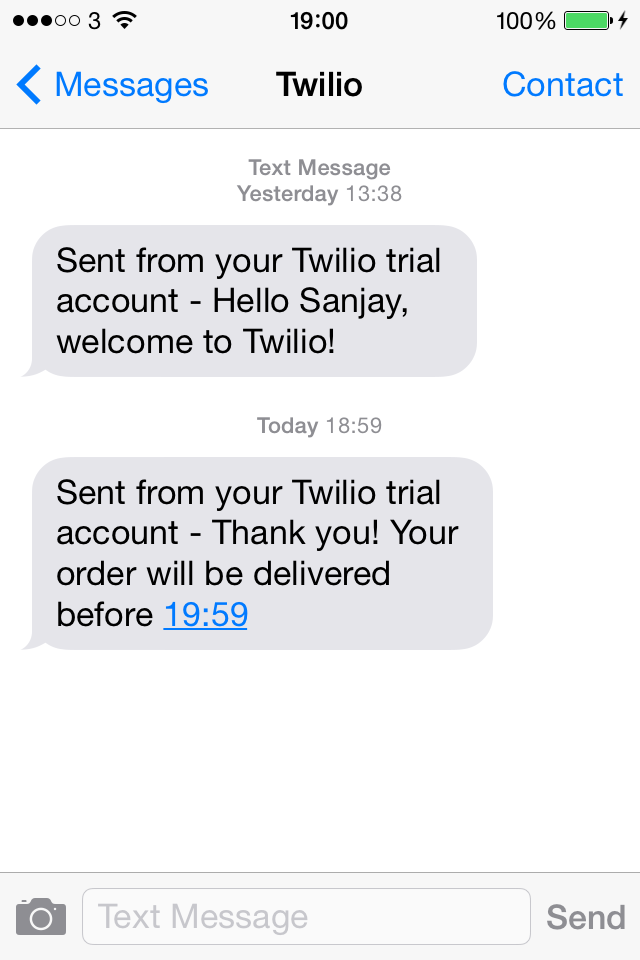 3 19:00 100%
Messages Twilio Contact
Text Message
Yesterday 13:38
Sent from your Twilio trial
account - Hello Sanjay,
welcome to Twilio!
Today 18:59
Sent from your Twilio trial
account - Thank you! Your
order will be delivered
before 19:59
Text Message Send